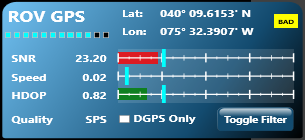 ROV GPS Lat: 040° 09.6153' N
Lon: 075° 32.3907' W BAD
SNR 23.20
Speed 0.02
HDOP 0.82
Quality SPS DGPS Only Toggle Filter